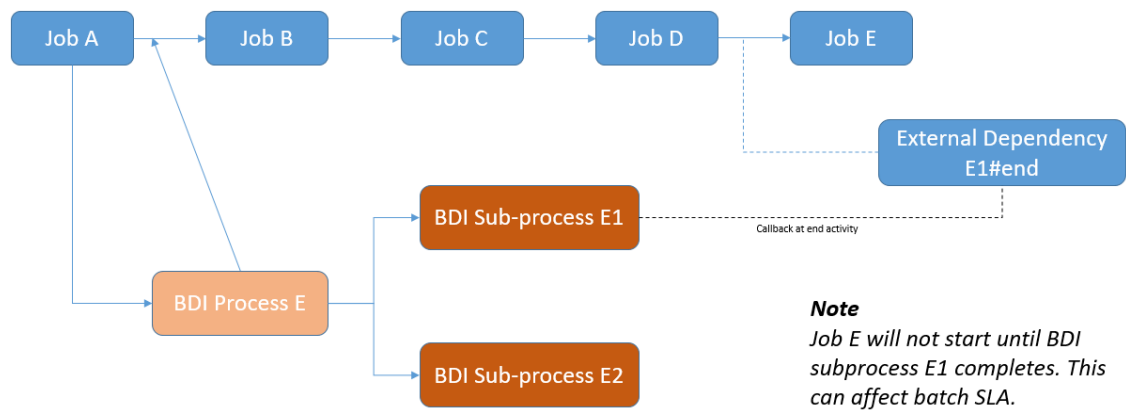 Job A
Job B
Job C
Job D
Job E
External Dependency
E1#end
BDI Sub-process E1
Callback at end activity
BDI Process E
BDI Sub-process E2
Note
Job E will not start until BDI
subprocess E1 completes. This
can affect batch SLA.